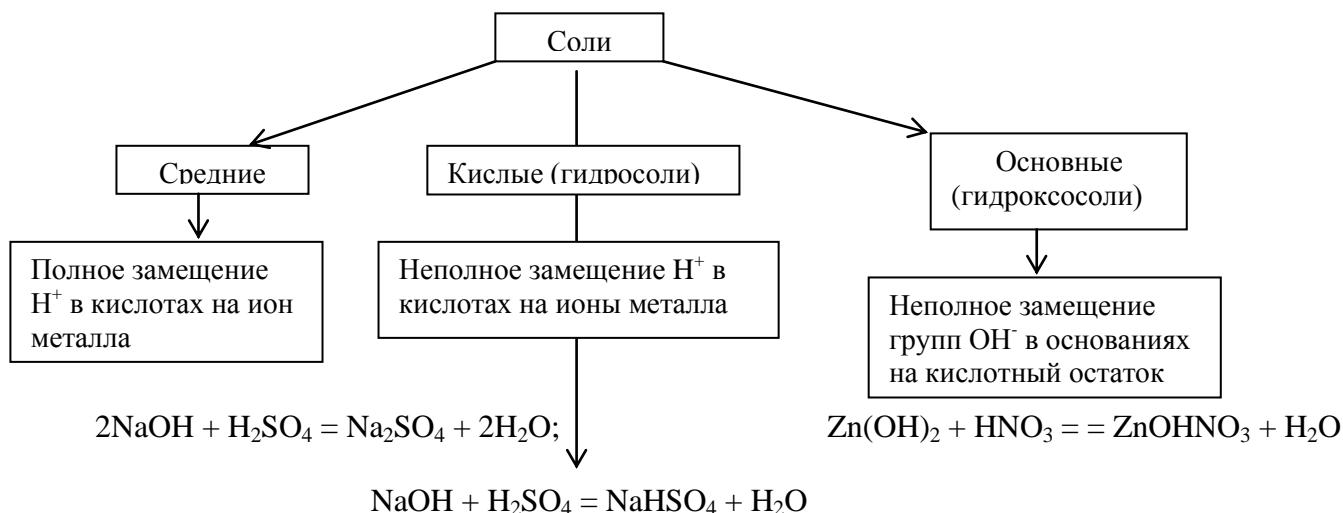 Соли
Средние
Кислые (гидросоли)
Основные
(гидроксосоли)
Полное замещение
H⁺ в кислотах на ион
металла
Неполное замещение H⁺ в
кислотах на ионы металла
Неполное замещение
групп OH⁻ в основаниях
на кислотный остаток
2NaOH + H₂SO₄ = Na₂SO₄ + 2H₂O;
Zn(OH)₂ + HNO₃ = = ZnOHNO₃ + H₂O
NaOH + H₂SO₄ = NaHSO₄ + H₂O